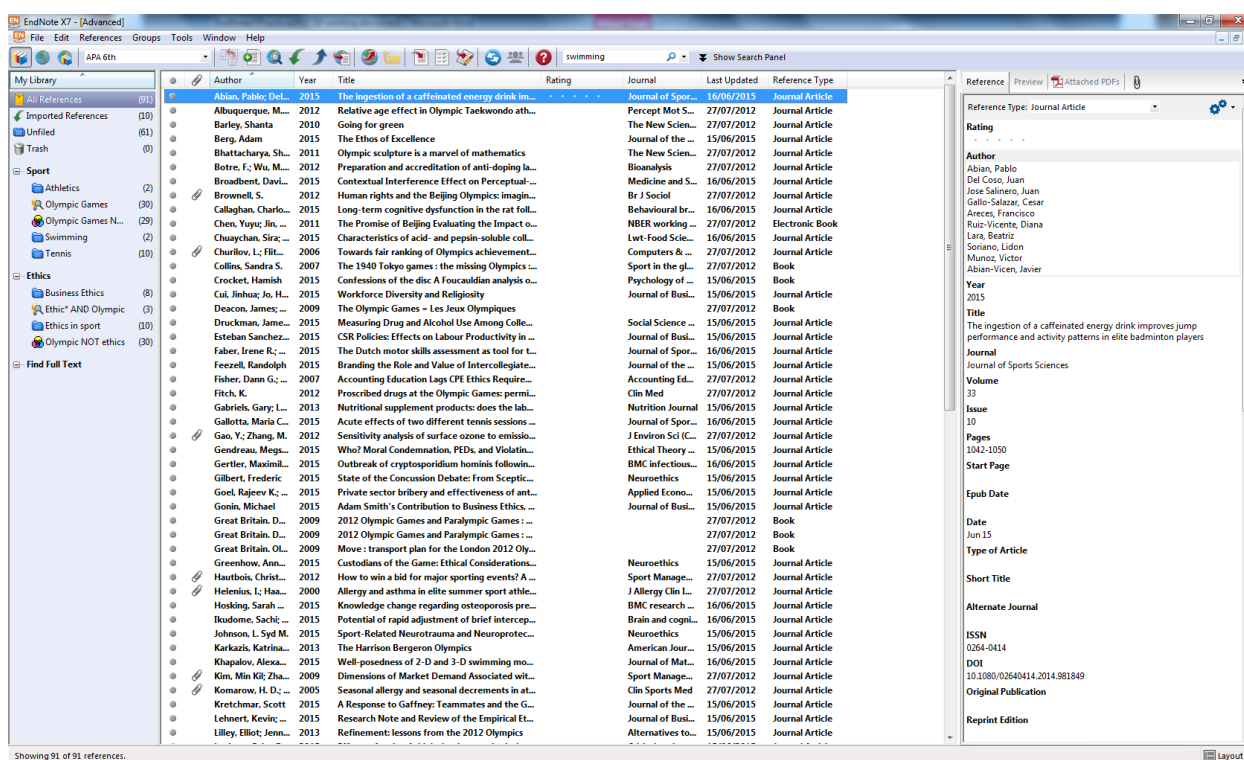 EndNote X7 - [Advanced]
File Edit References Groups Tools Window Help
APA 6th swimming Show Search Panel
My Library
All References (91)
Imported References (10)
Unfiled (61)
Trash (0)
Sport
Athletics (2)
Olympic Games (30)
Olympic Games N... (29)
Swimming (2)
Tennis (10)
Ethics
Business Ethics (8)
Ethic* AND Olympic (3)
Ethics in sport (10)
Olympic NOT ethics (30)
Find Full Text
Author Year Title Rating Journal Last Updated Reference Type
Abian, Pablo; Del... 2015 The ingestion of a caffeinated energy drink im... Journal of Spor... 16/06/2015 Journal Article
Albuquerque, M.... 2012 Relative age effect in Olympic Taekwondo ath... Percept Mot S... 27/07/2012 Journal Article
Barley, Shanta 2010 Going for green The New Scien... 27/07/2012 Journal Article
Berg, Adam 2015 The Ethos of Excellence Journal of the ... 15/06/2015 Journal Article
Bhattacharya, Sh... 2011 Olympic sculpture is a marvel of mathematics The New Scien... 27/07/2012 Journal Article
Botre, F.; Wu, M.... 2012 Preparation and accreditation of anti-doping la... Bioanalysis 27/07/2012 Journal Article
Broadbent, Davi... 2015 Contextual Interference Effect on Perceptual-... Medicine and S... 16/06/2015 Journal Article
Brownell, S. 2012 Human rights and the Beijing Olympics: imagin... Br J Sociol 27/07/2012 Journal Article
Callaghan, Charlo... 2015 Long-term cognitive dysfunction in the rat foll... Behavioural br... 16/06/2015 Journal Article
Chen, Yuyu; Jin, ... 2011 The Promise of Beijing Evaluating the Impact o... NBER working ... 27/07/2012 Electronic Book
Chuaychan, Sira; ... 2015 Characteristics of acid- and pepsin-soluble coll... Lwt-Food Scie... 16/06/2015 Journal Article
Churilov, L.; Flit... 2006 Towards fair ranking of Olympics achievement... Computers & ... 27/07/2012 Journal Article
Collins, Sandra S. 2007 The 1940 Tokyo games : the missing Olympics :... Sport in the gl... 27/07/2012 Book
Crocket, Hamish 2015 Confessions of the disc A Foucauldian analysis o... Psychology of ... 15/06/2015 Book
Cui, Jinhua; Jo, H... 2015 Workforce Diversity and Religiosity Journal of Busi... 15/06/2015 Journal Article
Deacon, James; ... 2009 The Olympic Games = Les Jeux Olympiques 27/07/2012 Book
Druckman, Jame... 2015 Measuring Drug and Alcohol Use Among Colle... Social Science ... 15/06/2015 Journal Article
Esteban Sanchez... 2015 CSR Policies: Effects on Labour Productivity in ... Journal of Busi... 15/06/2015 Journal Article
Faber, Irene R.; ... 2015 The Dutch motor skills assessment as tool for t... Journal of Spor... 16/06/2015 Journal Article
Feezell, Randolph 2015 Branding the Role and Value of Intercollegiate... Journal of the ... 15/06/2015 Journal Article
Fisher, Dann G.; ... 2007 Accounting Education Lags CPE Ethics Require... Accounting Ed... 27/07/2012 Journal Article
Fitch, K. 2012 Proscribed drugs at the Olympic Games: permi... Clin Med 27/07/2012 Journal Article
Gabriels, Gary; L... 2013 Nutritional supplement products: does the lab... Nutrition Journal 15/06/2015 Journal Article
Gallotta, Maria C... 2015 Acute effects of two different tennis sessions ... Journal of Spor... 16/06/2015 Journal Article
Gao, Y.; Zhang, M. 2012 Sensitivity analysis of surface ozone to emissio... J Environ Sci (C... 27/07/2012 Journal Article
Gendreau, Megs... 2015 Who? Moral Condemnation, PEDs, and Violatin... Ethical Theory ... 15/06/2015 Journal Article
Gertler, Maximil... 2015 Outbreak of cryptosporidium hominis followin... BMC infectious... 16/06/2015 Journal Article
Gilbert, Frederic 2015 State of the Concussion Debate: From Sceptic... Neuroethics 15/06/2015 Journal Article
Goel, Rajeev K.; ... 2015 Private sector bribery and effectiveness of ant... Applied Econo... 15/06/2015 Journal Article
Gonin, Michael 2015 Adam Smith's Contribution to Business Ethics, ... Journal of Busi... 15/06/2015 Journal Article
Great Britain. D... 2009 2012 Olympic Games and Paralympic Games : ... 27/07/2012 Book
Great Britain. D... 2009 2012 Olympic Games and Paralympic Games : ... 27/07/2012 Book
Great Britain. Ol... 2009 Move : transport plan for the London 2012 Oly... 27/07/2012 Book
Greenhow, Ann... 2015 Custodians of the Game: Ethical Considerations... Neuroethics 15/06/2015 Journal Article
Hautbois, Christ... 2012 How to win a bid for major sporting events? A ... Sport Manage... 27/07/2012 Journal Article
Helenius, I.; Haa... 2000 Allergy and asthma in elite summer sport athle... J Allergy Clin I... 27/07/2012 Journal Article
Hosking, Sarah ... 2015 Knowledge change regarding osteoporosis pre... BMC research ... 16/06/2015 Journal Article
Ikudome, Sachi; ... 2015 Potential of rapid adjustment of brief intercep... Brain and cogni... 16/06/2015 Journal Article
Johnson, L. Syd M. 2015 Sport-Related Neurotrauma and Neuroprotec... Neuroethics 15/06/2015 Journal Article
Karkazis, Katrina... 2013 The Harrison Bergeron Olympics American Jour... 15/06/2015 Journal Article
Khapalov, Alexa... 2015 Well-posedness of 2-D and 3-D swimming mo... Journal of Mat... 16/06/2015 Journal Article
Kim, Min Kil; Zha... 2009 Dimensions of Market Demand Associated wit... Sport Manage... 27/07/2012 Journal Article
Komarow, H. D.; ... 2005 Seasonal allergy and seasonal decrements in at... Clin Sports Med 27/07/2012 Journal Article
Kretchmar, Scott 2015 A Response to Gaffney: Teammates and the G... Journal of the ... 15/06/2015 Journal Article
Lehnert, Kevin; ... 2015 Research Note and Review of the Empirical Et... Journal of Busi... 15/06/2015 Journal Article
Lilley, Elliot; Jenn... 2013 Refinement: lessons from the 2012 Olympics Alternatives to... 15/06/2015 Journal Article
Reference Preview Attached PDFs
Reference Type: Journal Article
Rating
Author
Abian, Pablo
Del Coso, Juan
Jose Salinero, Juan
Gallo-Salazar, Cesar
Areces, Francisco
Ruiz-Vicente, Diana
Lara, Beatriz
Soriano, Lidon
Munoz, Victor
Abian-Vicen, Javier
Year
2015
Title
The ingestion of a caffeinated energy drink improves jump
performance and activity patterns in elite badminton players
Journal
Journal of Sports Sciences
Volume
33
Issue
10
Pages
1042-1050
Start Page
Epub Date
Date
Jun 15
Type of Article
Short Title
Alternate Journal
ISSN
0264-0414
DOI
10.1080/02640414.2014.981849
Original Publication
Reprint Edition
Showing 91 of 91 references.
Layout